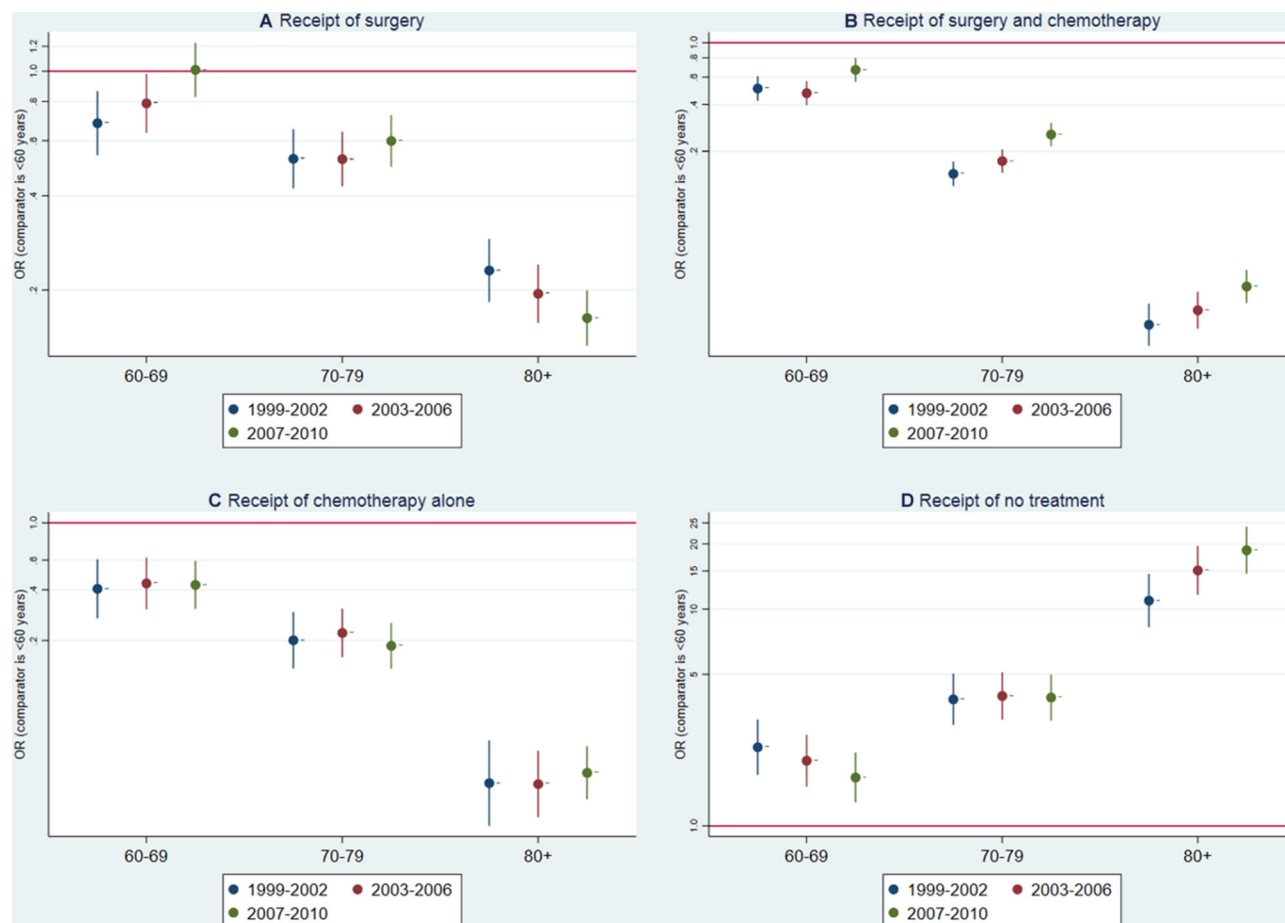 A Receipt of surgery
OR (comparator is <60 years)
1.2
1.0
.8
.6
.4
.2
60-69 70-79 80+
1999-2002 2003-2006
2007-2010
B Receipt of surgery and chemotherapy
OR (comparator is <60 years)
1.0
.8
.6
.4
.2
60-69 70-79 80+
1999-2002 2003-2006
2007-2010
C Receipt of chemotherapy alone
OR (comparator is <60 years)
1.0
.6
.4
.2
60-69 70-79 80+
1999-2002 2003-2006
2007-2010
D Receipt of no treatment
OR (comparator is <60 years)
25
20
15
10
5
1.0
60-69 70-79 80+
1999-2002 2003-2006
2007-2010